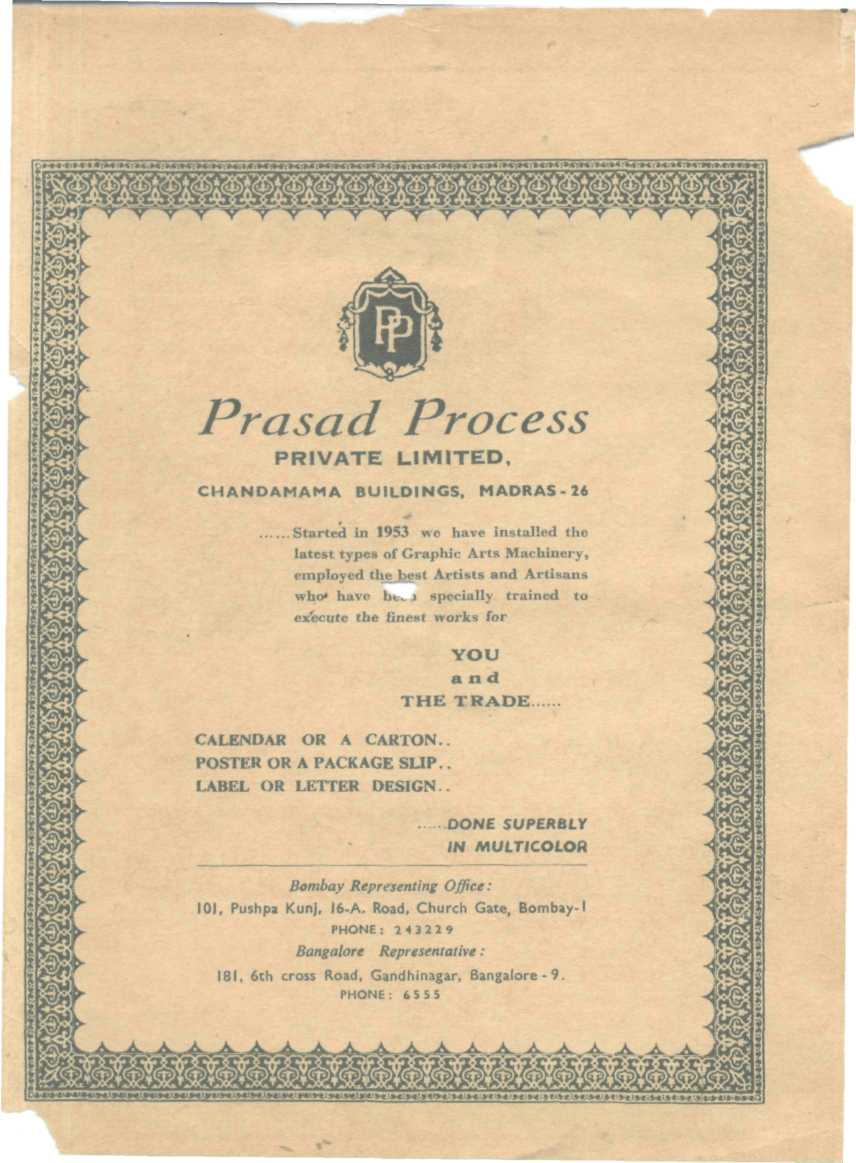 PP
Prasad Process
PRIVATE LIMITED,
CHANDAMAMA BUILDINGS, MADRAS-26
......Started in 1953 we have installed the
latest types of Graphic Arts Machinery,
employed the best Artists and Artisans
who have specially trained to
execute the finest works for
YOU
and
THE TRADE......
CALENDAR OR A CARTON..
POSTER OR A PACKAGE SLIP..
LABEL OR LETTER DESIGN..
......DONE SUPERBLY
IN MULTICOLOR
Bombay Representing Office:
101, Pushpa Kunj, 16-A. Road, Church Gate, Bombay-1
PHONE: 243229
Bangalore Representative:
181, 6th cross Road, Gandhinagar, Bangalore-9.
PHONE: 6555